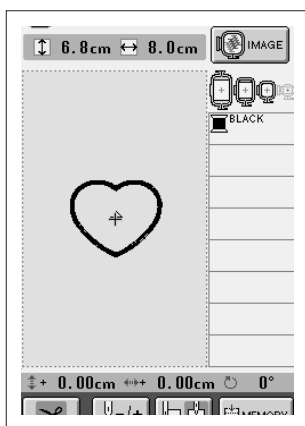 6.8cm 8.0cm IMAGE
BLACK
+ 0.00cm + 0.00cm 0°
-/+ MEMORY